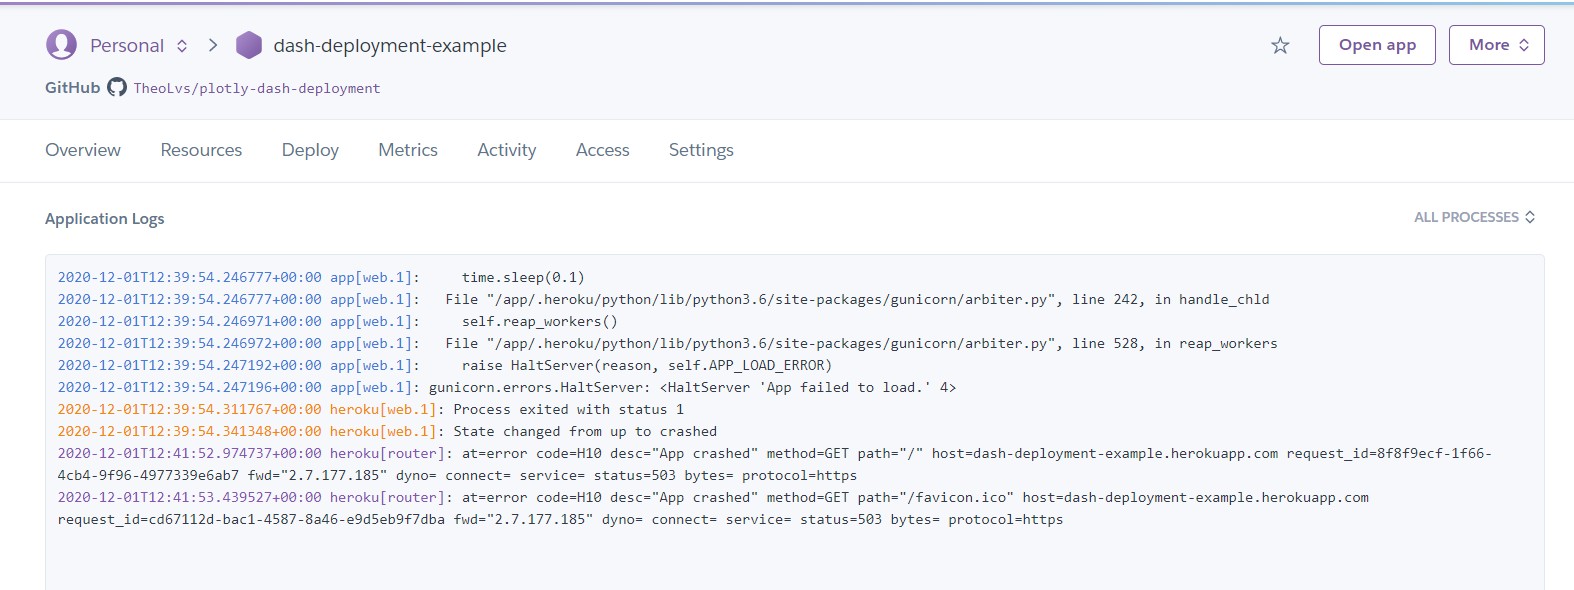 Personal dash-deployment-example Open app More
GitHub TheoLvs/plotly-dash-deployment
Overview Resources Deploy Metrics Activity Access Settings
Application Logs ALL PROCESSES
2020-12-01T12:39:54.246777+00:00 app[web.1]:     time.sleep(0.1)
2020-12-01T12:39:54.246777+00:00 app[web.1]:   File "/app/.heroku/python/lib/python3.6/site-packages/gunicorn/arbiter.py", line 242, in handle_chld
2020-12-01T12:39:54.246971+00:00 app[web.1]:     self.reap_workers()
2020-12-01T12:39:54.246972+00:00 app[web.1]:   File "/app/.heroku/python/lib/python3.6/site-packages/gunicorn/arbiter.py", line 528, in reap_workers
2020-12-01T12:39:54.247192+00:00 app[web.1]:     raise HaltServer(reason, self.APP_LOAD_ERROR)
2020-12-01T12:39:54.247196+00:00 app[web.1]: gunicorn.errors.HaltServer: <HaltServer 'App failed to load.' 4>
2020-12-01T12:39:54.311767+00:00 heroku[web.1]: Process exited with status 1
2020-12-01T12:39:54.341348+00:00 heroku[web.1]: State changed from up to crashed
2020-12-01T12:41:52.974737+00:00 heroku[router]: at=error code=H10 desc="App crashed" method=GET path="/" host=dash-deployment-example.herokuapp.com request_id=8f8f9ecf-1f66-
4cb4-9f96-4977339e6ab7 fwd="2.7.177.185" dyno= connect= service= status=503 bytes= protocol=https
2020-12-01T12:41:53.439527+00:00 heroku[router]: at=error code=H10 desc="App crashed" method=GET path="/favicon.ico" host=dash-deployment-example.herokuapp.com
request_id=cd67112d-bac1-4587-8a46-e9d5eb9f7dba fwd="2.7.177.185" dyno= connect= service= status=503 bytes= protocol=https